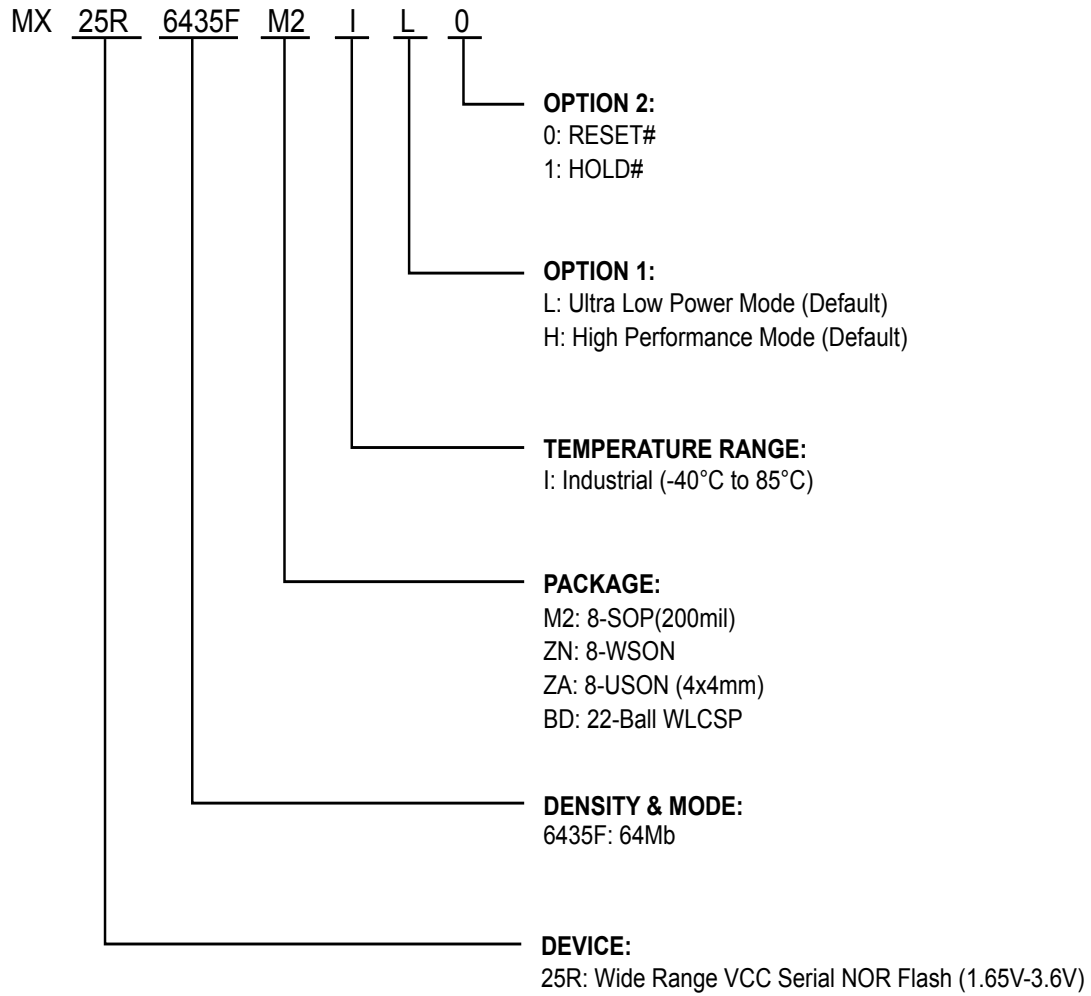 MX 25R 6435F M2 I L 0
OPTION 2:
0: RESET#
1: HOLD#
OPTION 1:
L: Ultra Low Power Mode (Default)
H: High Performance Mode (Default)
TEMPERATURE RANGE:
I: Industrial (-40°C to 85°C)
PACKAGE:
M2: 8-SOP(200mil)
ZN: 8-WSON
ZA: 8-USON (4x4mm)
BD: 22-Ball WLCSP
DENSITY & MODE:
6435F: 64Mb
DEVICE:
25R: Wide Range VCC Serial NOR Flash (1.65V-3.6V)